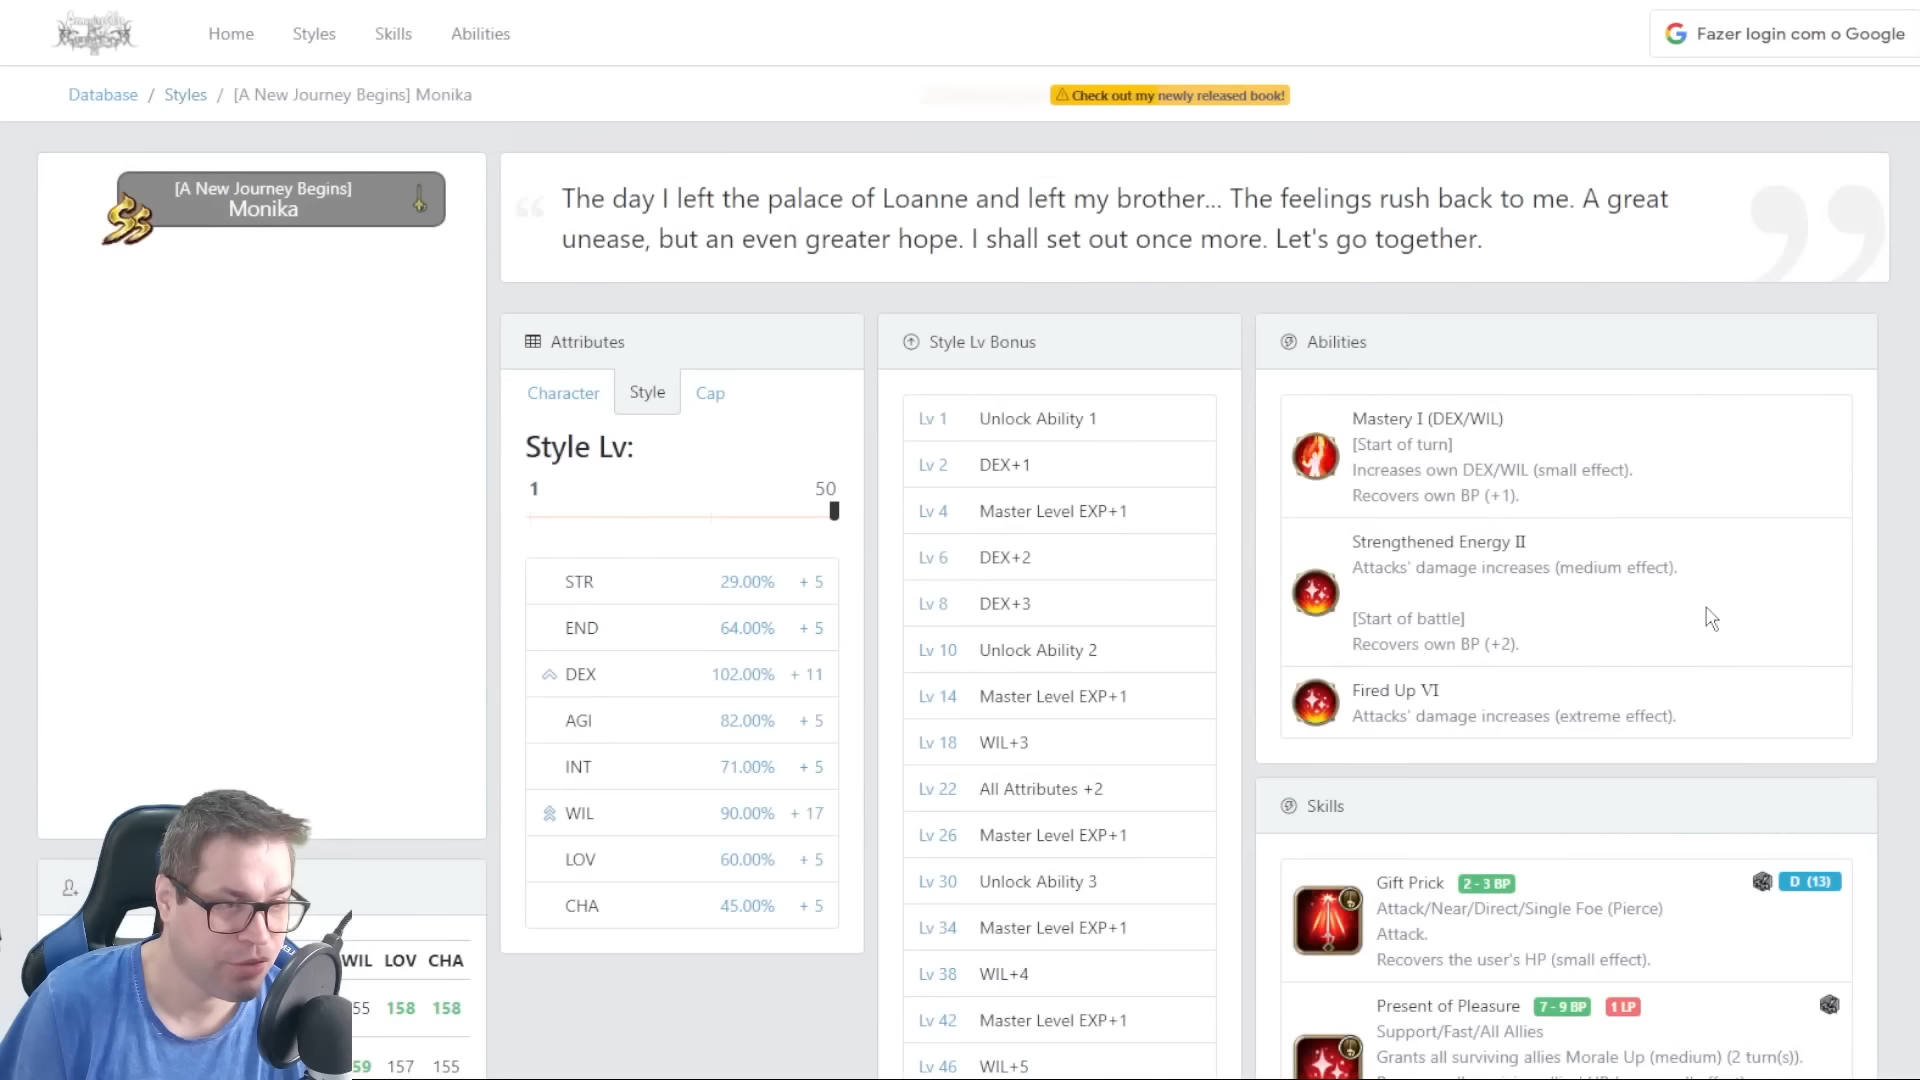 Home
Styles
Skills
Abilities
Fazer login com o Google
Database / Styles / [A New Journey Begins] Monika
Check out my newly released book!
[A New Journey Begins]
Monika
The day I left the palace of Loanne and left my brother... The feelings rush back to me. A great
unease, but an even greater hope. I shall set out once more. Let's go together.
Attributes
Character
Style
Cap
Style Lv:
1
50
STR 29.00% + 5
END 64.00% + 5
DEX 102.00% + 11
AGI 82.00% + 5
INT 71.00% + 5
WIL 90.00% + 17
LOV 60.00% + 5
CHA 45.00% + 5
Style Lv Bonus
Lv 1 Unlock Ability 1
Lv 2 DEX+1
Lv 4 Master Level EXP+1
Lv 6 DEX+2
Lv 8 DEX+3
Lv 10 Unlock Ability 2
Lv 14 Master Level EXP+1
Lv 18 WIL+3
Lv 22 All Attributes +2
Lv 26 Master Level EXP+1
Lv 30 Unlock Ability 3
Lv 34 Master Level EXP+1
Lv 38 WIL+4
Lv 42 Master Level EXP+1
Lv 46 WIL+5
Abilities
Mastery I (DEX/WIL)
[Start of turn]
Increases own DEX/WIL (small effect).
Recovers own BP (+1).
Strengthened Energy II
Attacks' damage increases (medium effect).
[Start of battle]
Recovers own BP (+2).
Fired Up VI
Attacks' damage increases (extreme effect).
Skills
Gift Prick 2 - 3 BP D (13)
Attack/Near/Direct/Single Foe (Pierce)
Attack.
Recovers the user's HP (small effect).
Present of Pleasure 7 - 9 BP 1 LP
Support/Fast/All Allies
Grants all surviving allies Morale Up (medium) (2 turn(s)).
WIL LOV CHA
55 158 158
59 157 155